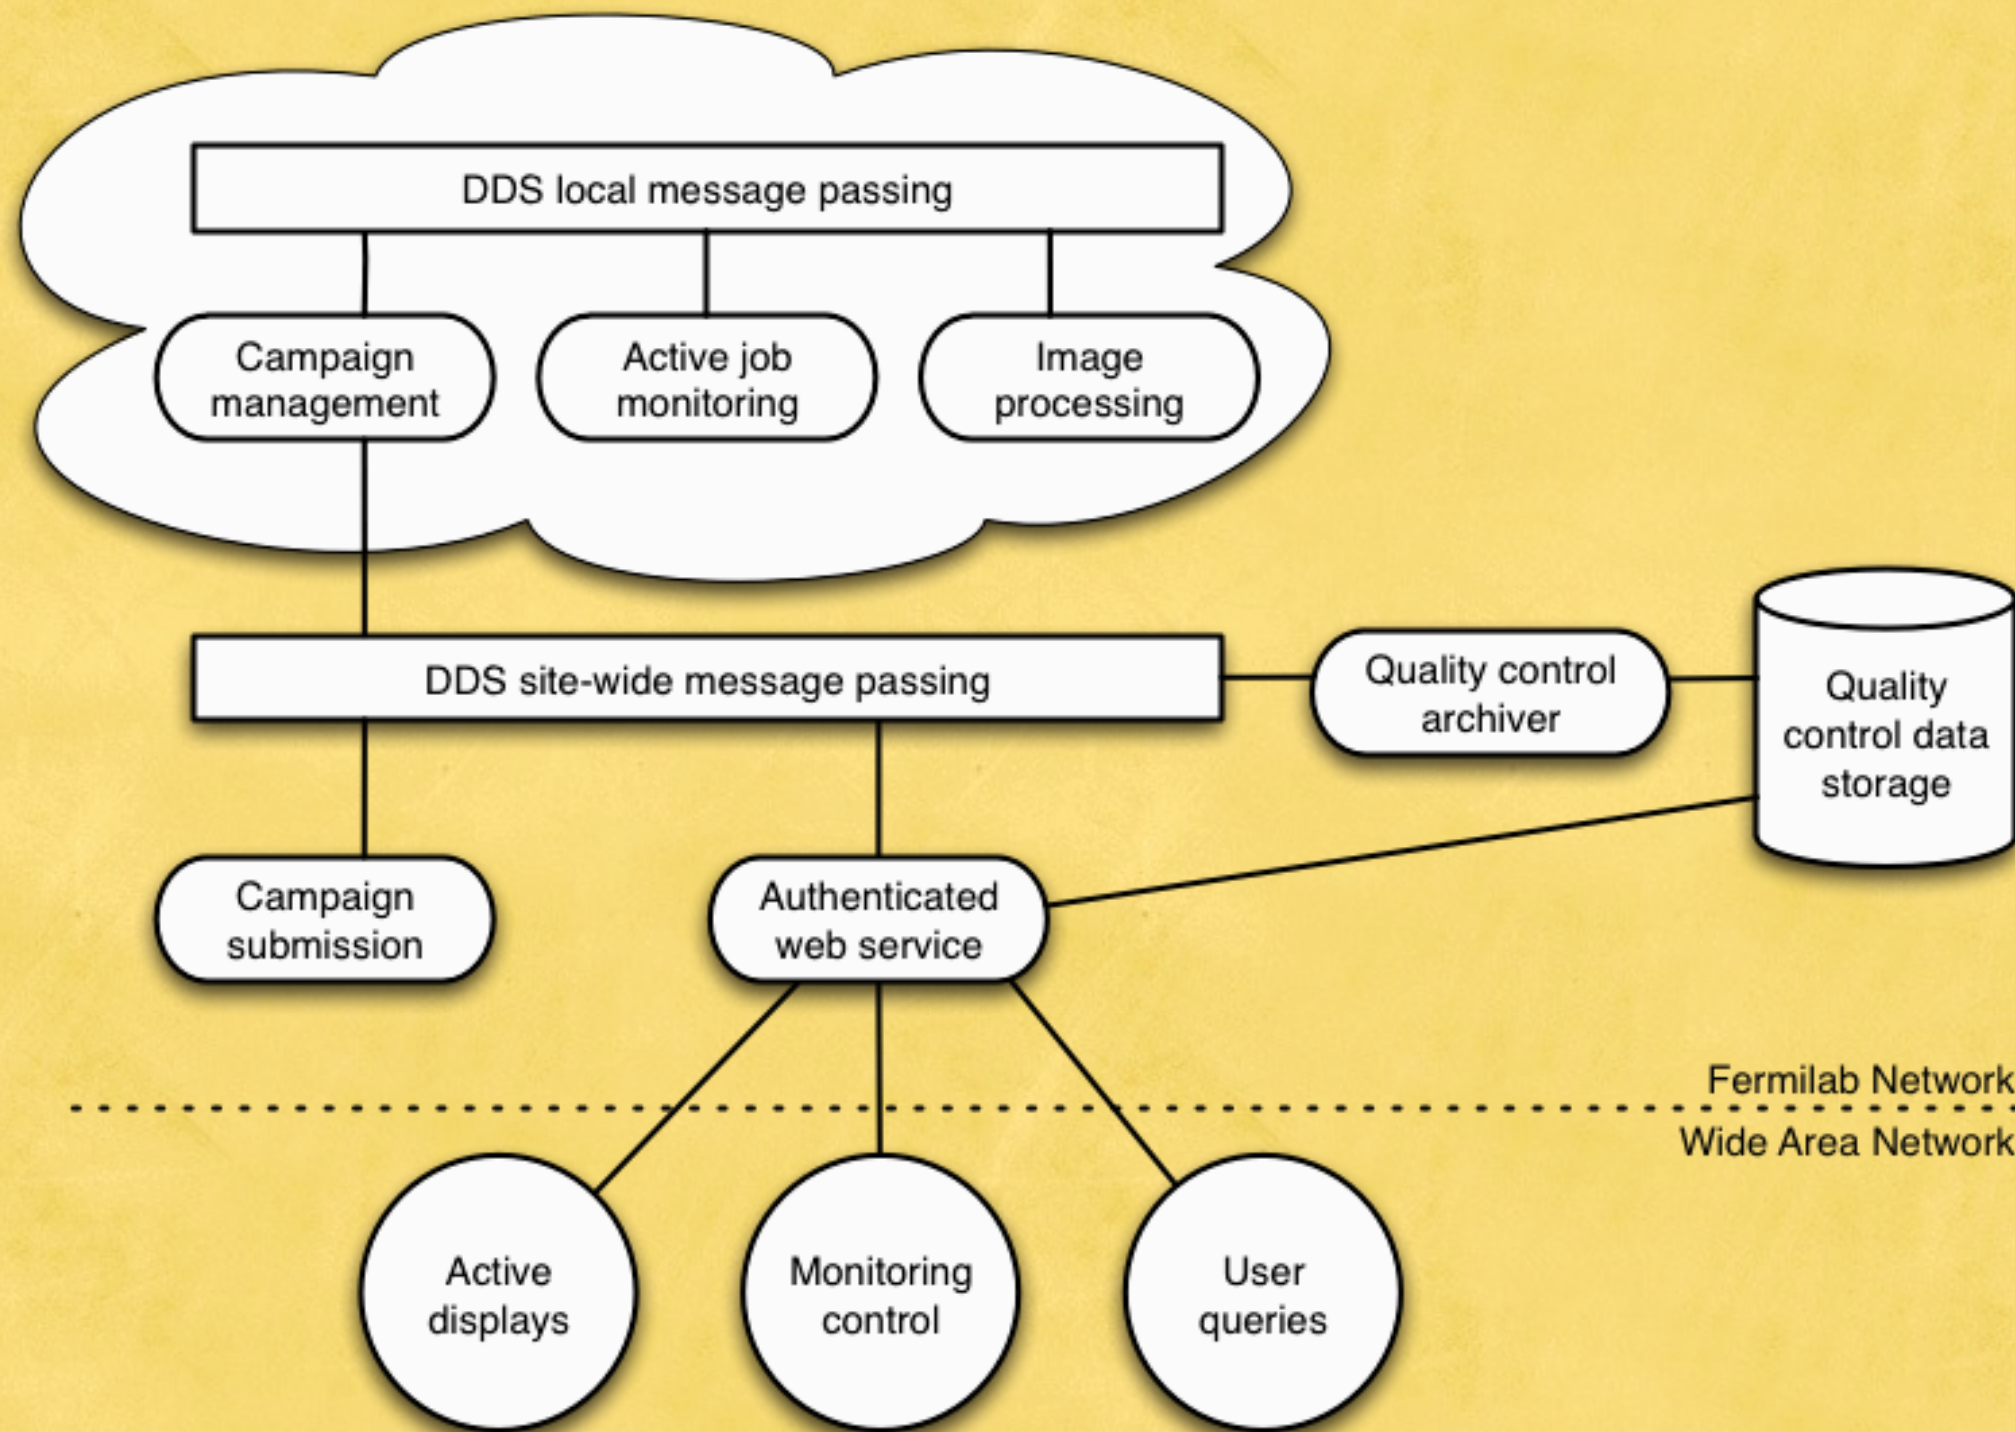 DDS local message passing
Campaign
management
Active job
monitoring
Image
processing
DDS site-wide message passing
Quality control
archiver
Quality
control data
storage
Campaign
submission
Authenticated
web service
Fermilab Network
Wide Area Network
Active
displays
Monitoring
control
User
queries